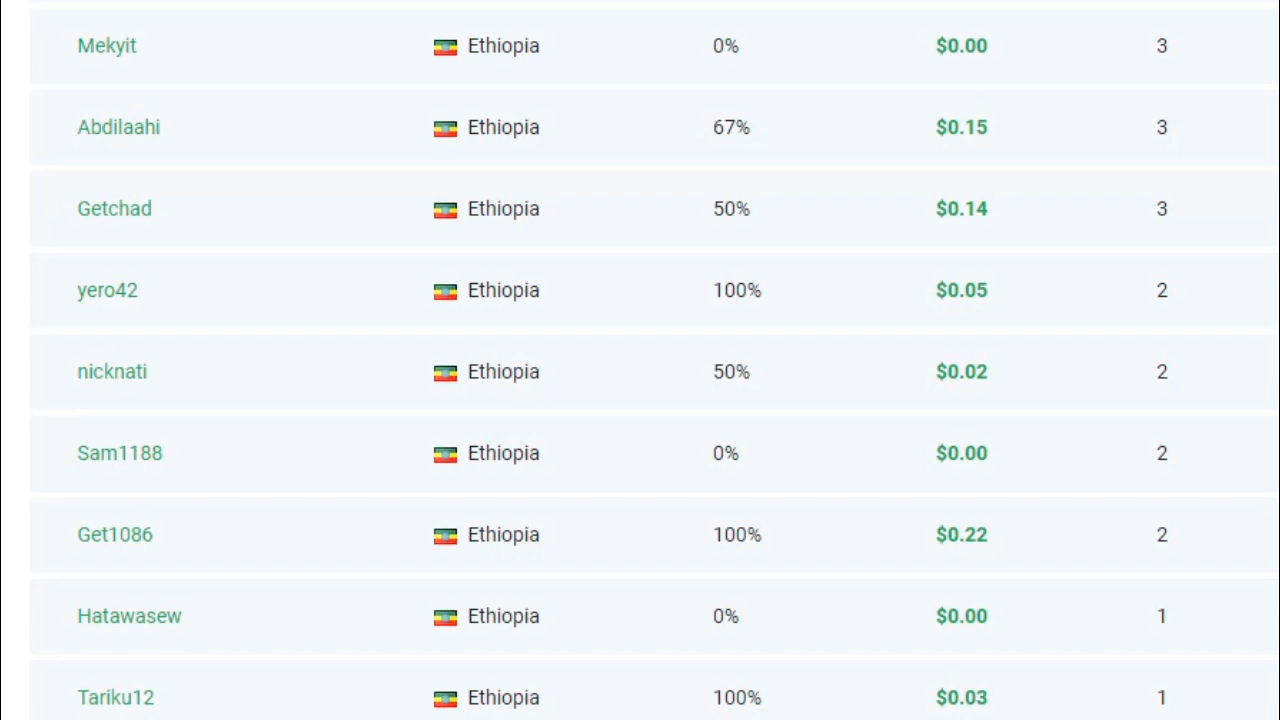 Mekyit Ethiopia 0% $0.00 3
Abdilaahi Ethiopia 67% $0.15 3
Getchad Ethiopia 50% $0.14 3
yero42 Ethiopia 100% $0.05 2
nicknati Ethiopia 50% $0.02 2
Sam1188 Ethiopia 0% $0.00 2
Get1086 Ethiopia 100% $0.22 2
Hatawasew Ethiopia 0% $0.00 1
Tariku12 Ethiopia 100% $0.03 1